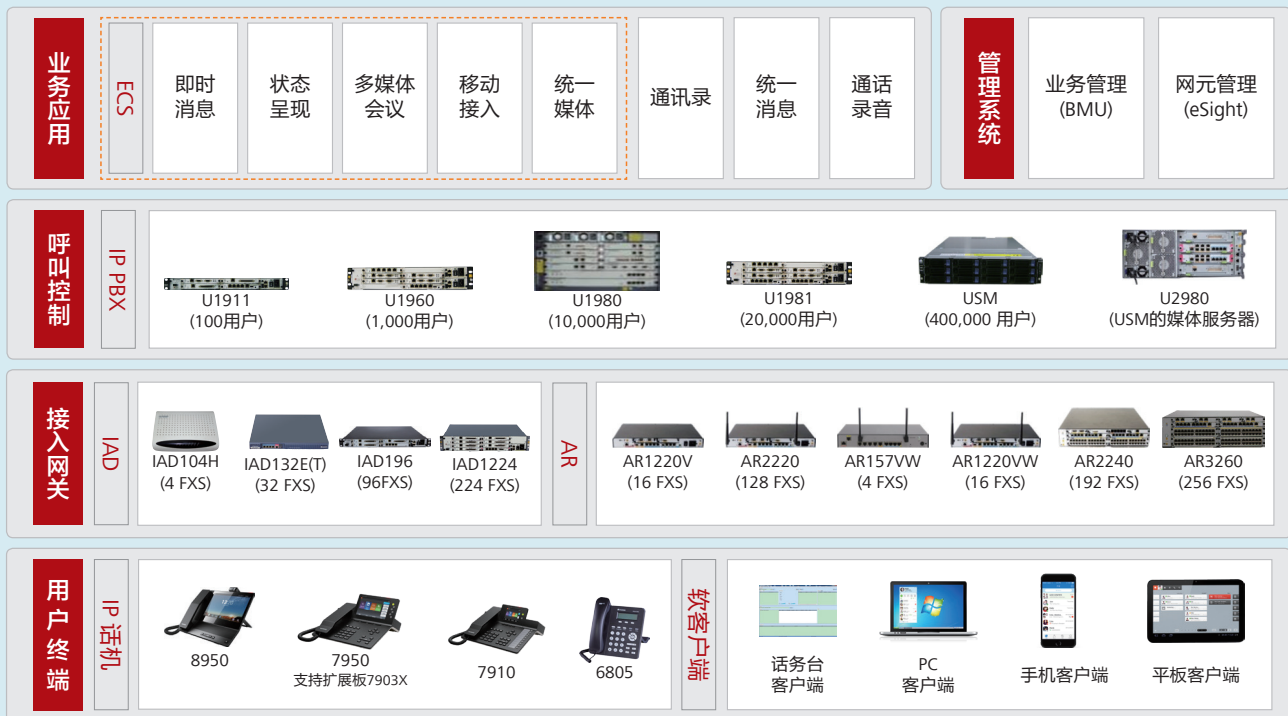 业务应用
ECS
即时
消息
状态
呈现
多媒体
会议
移动
接入
统一
媒体
通讯录
统一
消息
通话
录音
管理系统
业务管理
(BMU)
网元管理
(eSight)
呼叫控制
IP PBX
U1911
(100用户)
U1960
(1,000用户)
U1980
(10,000用户)
U1981
(20,000用户)
USM
(400,000 用户)
U2980
(USM的媒体服务器)
接入网关
IAD
IAD104H
(4 FXS)
IAD132E(T)
(32 FXS)
IAD196
(96FXS)
IAD1224
(224 FXS)
AR
AR1220V
(16 FXS)
AR2220
(128 FXS)
AR157VW
(4 FXS)
AR1220VW
(16 FXS)
AR2240
(192 FXS)
AR3260
(256 FXS)
用户终端
IP 话机
8950
7950
支持扩展板7903X
7910
6805
软客户端
话务台
客户端
PC
客户端
手机客户端
平板客户端